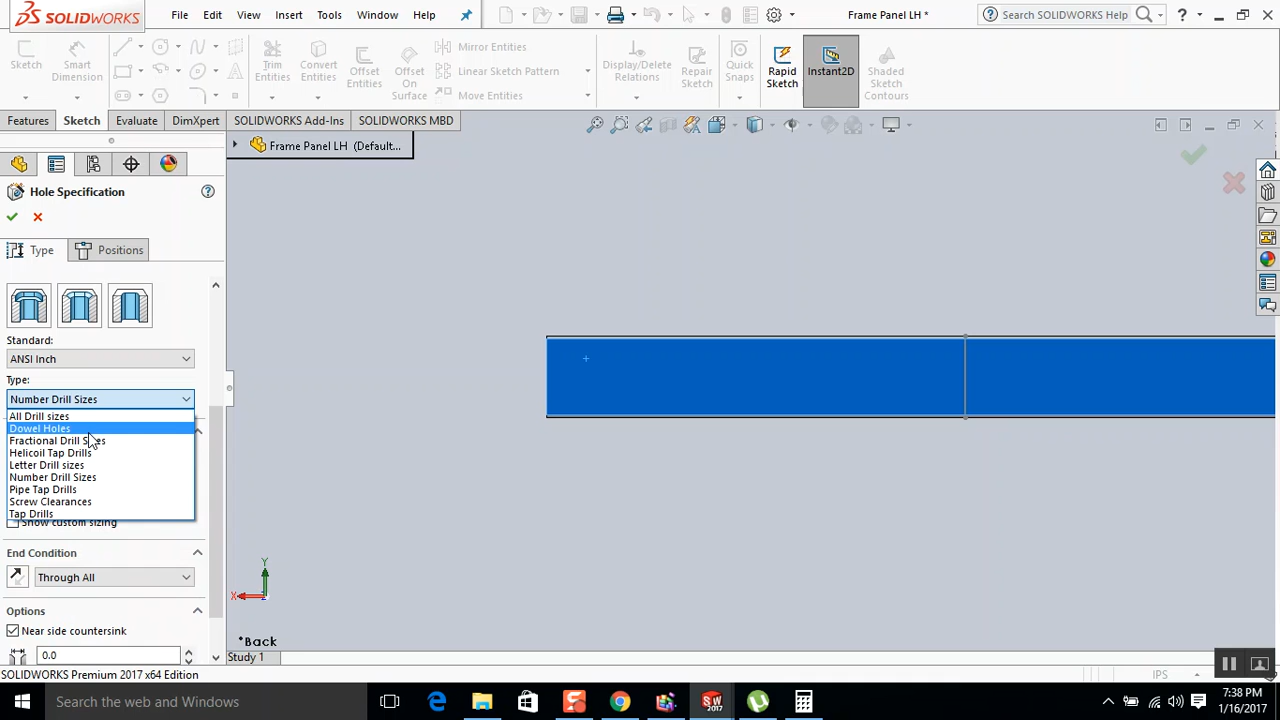 SOLIDWORKS File Edit View Insert Tools Window Help Frame Panel LH * Search SOLIDWORKS Help ?
Sketch Smart Dimension Trim Entities Convert Entities Offset Entities Offset On Surface Mirror Entities Linear Sketch Pattern Move Entities Display/Delete Relations Repair Sketch Quick Snaps Rapid Sketch Instant2D Shaded Sketch Contours
Features Sketch Evaluate DimXpert SOLIDWORKS Add-Ins SOLIDWORKS MBD
Frame Panel LH (Default...
Hole Specification ?
Type Positions
Standard:
ANSI Inch
Type:
Number Drill Sizes
All Drill sizes
Dowel Holes
Fractional Drill Sizes
Helicoil Tap Drills
Letter Drill sizes
Number Drill Sizes
Pipe Tap Drills
Screw Clearances
Tap Drills
Show custom sizing
End Condition
Through All
Options
Near side countersink
0.0
Y
X
*Back
Study 1
SOLIDWORKS Premium 2017 x64 Edition IPS
Search the web and Windows
SW 2017
7:38 PM
1/16/2017